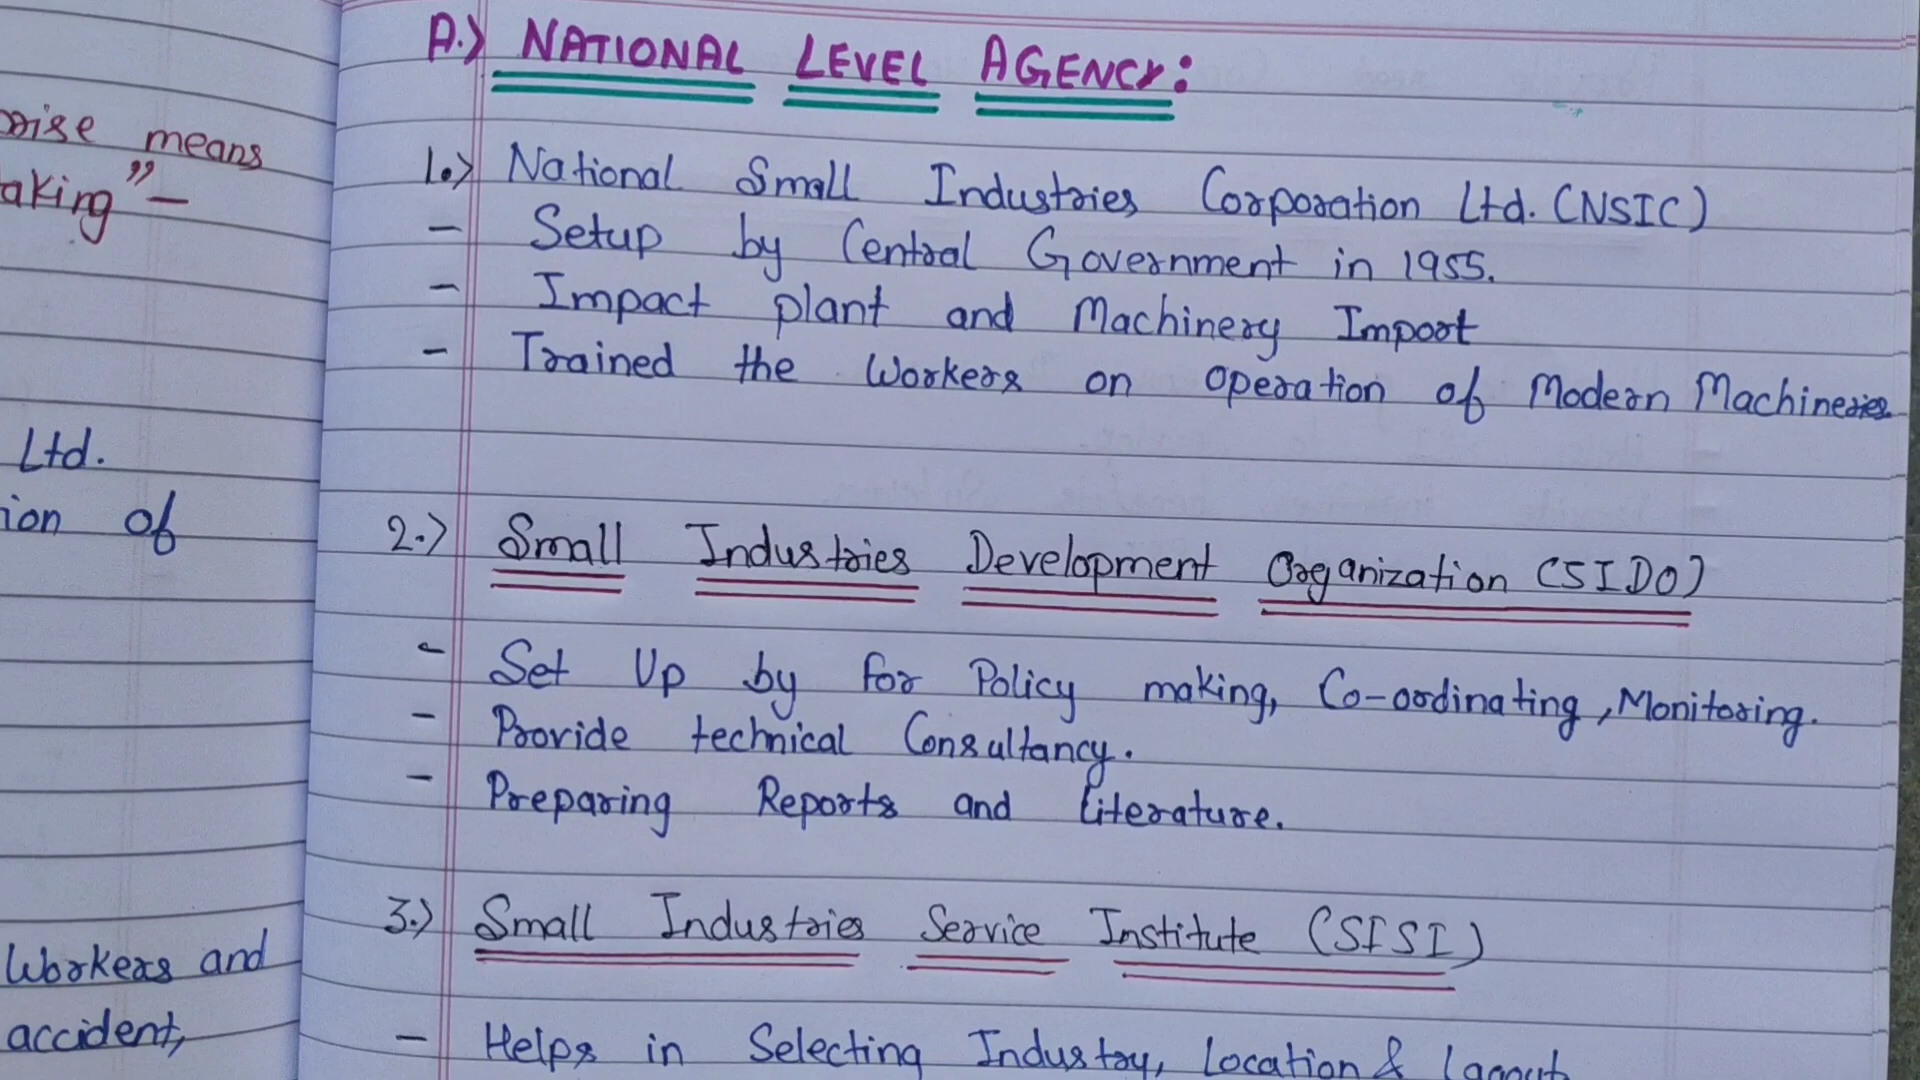 oise means
aking" –
Ltd.
ion of
Workers and
accident,
A.) NATIONAL LEVEL AGENCY:
1.) National Small Industries Corporation Ltd. (NSIC)
– Setup by Central Government in 1955.
– Impact plant and Machinery Import
– Trained the Workers on operation of Modern Machineries
2.) Small Industries Development Organization (SIDO)
– Set Up by for Policy making, Co-ordinating, Monitoring.
– Provide technical Consultancy.
– Preparing Reports and Literature.
3.) Small Industries Service Institute (SISI)
– Helps in Selecting Industry, Location & Layout